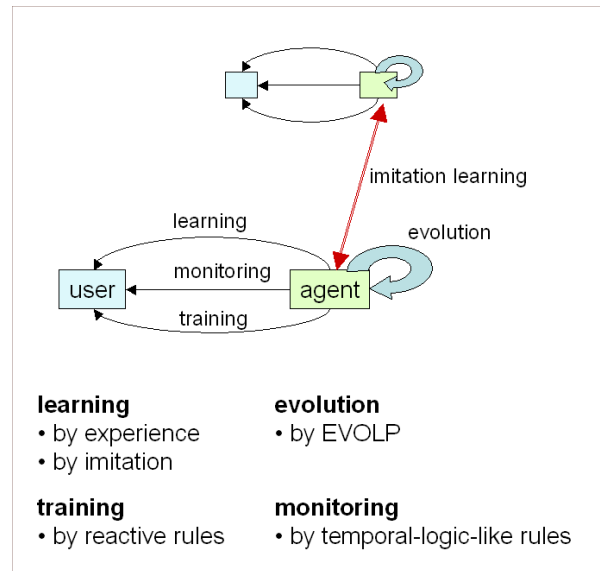 imitation learning
learning
evolution
monitoring
user
agent
training
learning
• by experience
• by imitation
evolution
• by EVOLP
training
• by reactive rules
monitoring
• by temporal-logic-like rules